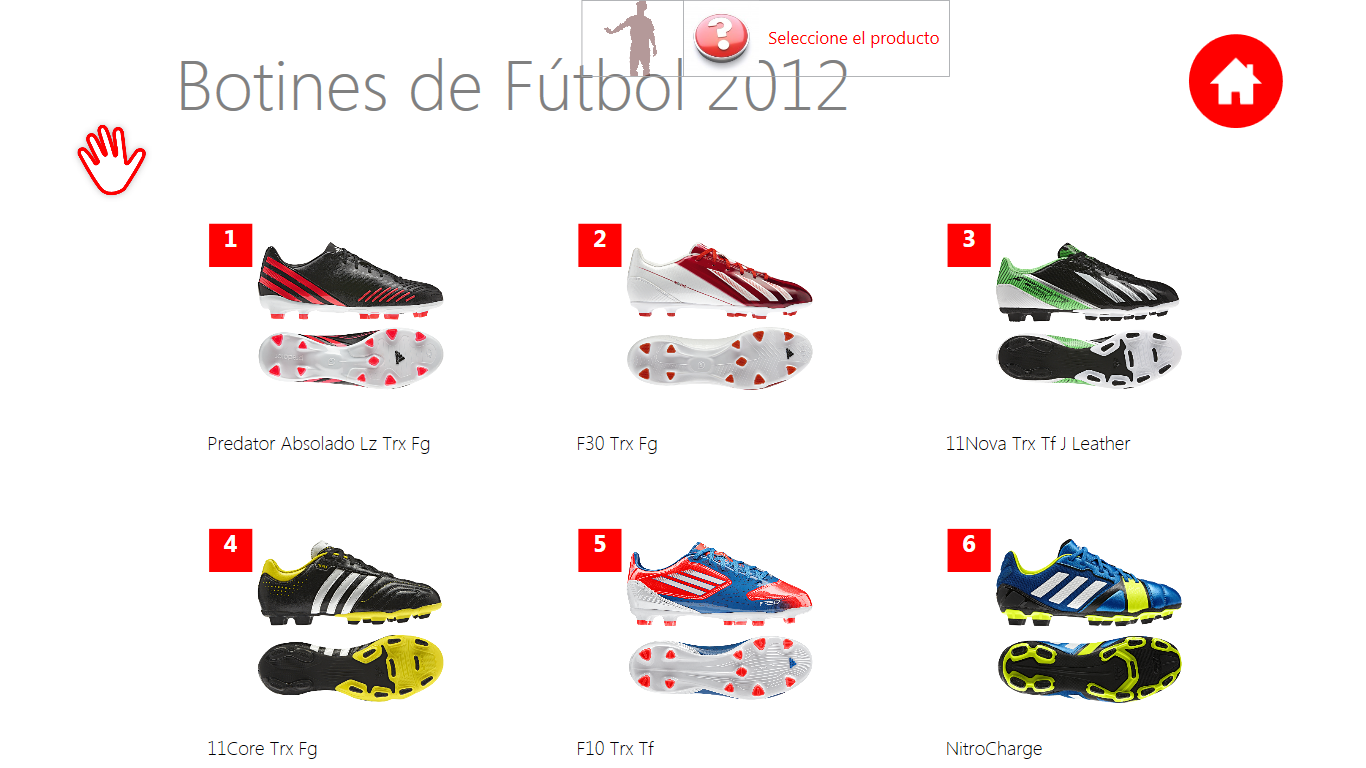 Seleccione el producto
Botines de Fútbol 2012
1
2
3
Predator Absolado Lz Trx Fg
F30 Trx Fg
11Nova Trx Tf J Leather
4
5
6
11Core Trx Fg
F10 Trx Tf
NitroCharge